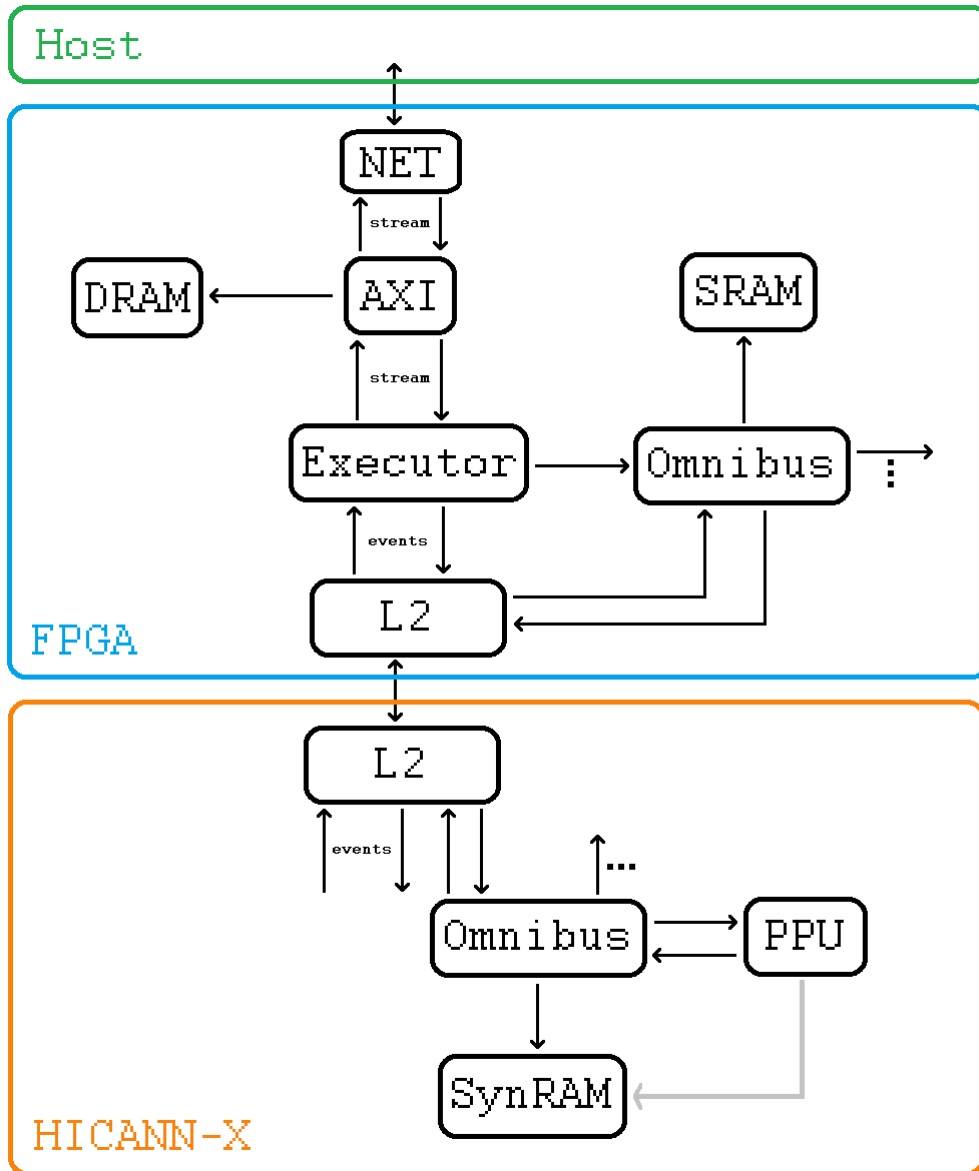 Host
NET
stream
DRAM
AXI
SRAM
stream
Executor
Omnibus
...
events
L2
FPGA
L2
events
...
Omnibus
PPU
SynRAM
HICANN-X